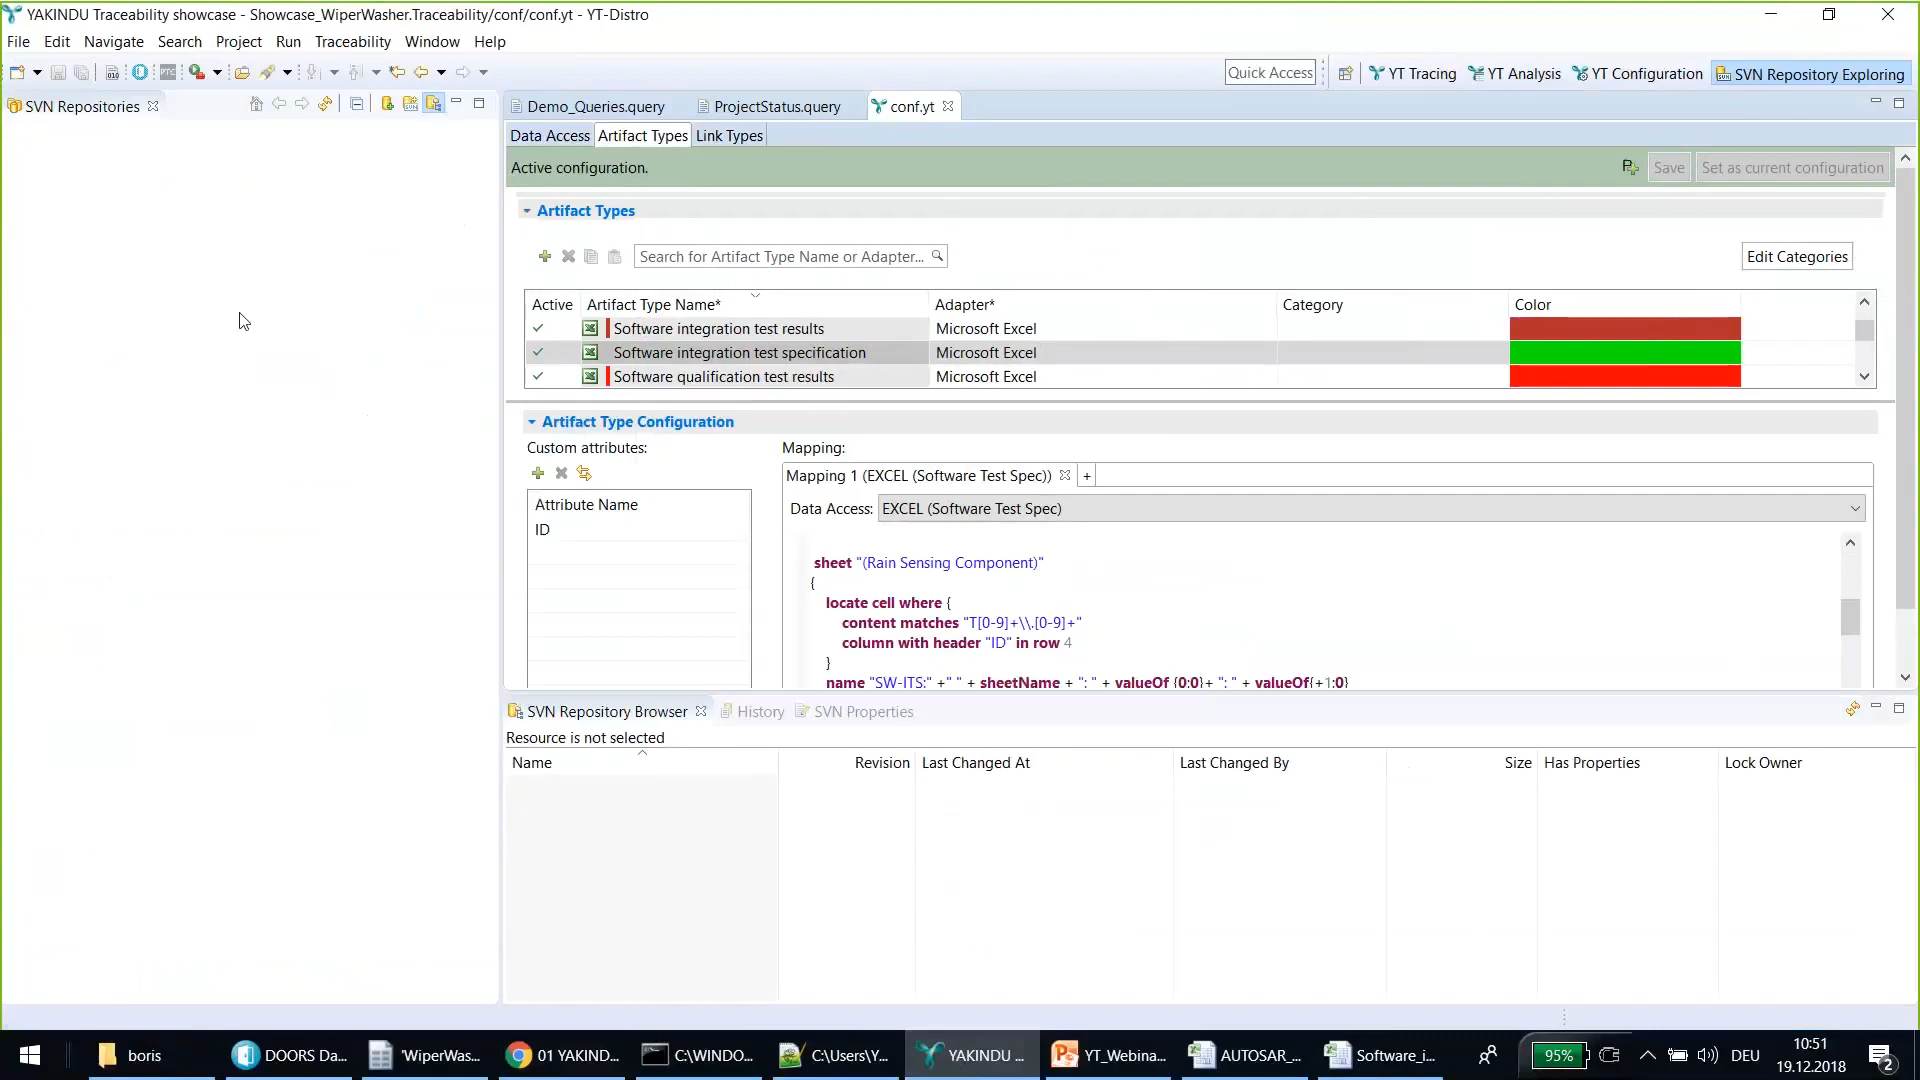 YAKINDU Traceability showcase - Showcase_WiperWasher.Traceability/conf/conf.yt - YT-Distro
File Edit Navigate Search Project Run Traceability Window Help
Quick Access YT Tracing YT Analysis YT Configuration SVN Repository Exploring
SVN Repositories
Demo_Queries.query ProjectStatus.query conf.yt
Data Access Artifact Types Link Types
Active configuration. Save Set as current configuration
Artifact Types
Search for Artifact Type Name or Adapter... Edit Categories
Active Artifact Type Name* Adapter* Category Color
Software integration test results Microsoft Excel
Software integration test specification Microsoft Excel
Software qualification test results Microsoft Excel
Artifact Type Configuration
Custom attributes: Mapping:
Mapping 1 (EXCEL (Software Test Spec)) +
Attribute Name
Data Access: EXCEL (Software Test Spec)
ID
sheet "(Rain Sensing Component)"
{
locate cell where {
content matches "T[0-9]+\\.[0-9]+"
column with header "ID" in row 4
}
name "SW-ITS:" +" " + sheetName + ": " + valueOf {0:0}+ ": " + valueOf{+1:0}
SVN Repository Browser History SVN Properties
Resource is not selected
Name Revision Last Changed At Last Changed By Size Has Properties Lock Owner
boris DOORS Da... 'WiperWas... 01 YAKIND... C:\WINDO... C:\Users\Y... YAKINDU ... YT_Webina... AUTOSAR_... Software_i... 95% DEU 10:51
19.12.2018 2